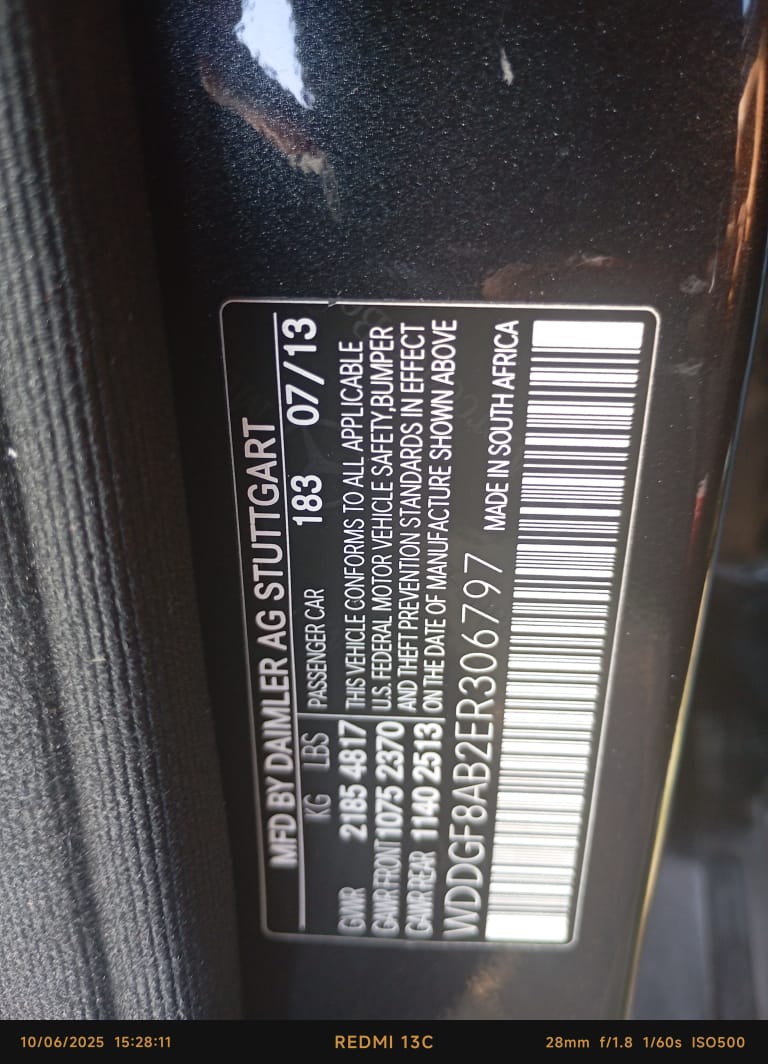 MFD BY DAIMLER AG STUTTGART
KG LBS PASSENGER CAR 183 07/13
GVWR 2185 4817 THIS VEHICLE CONFORMS TO ALL APPLICABLE
GAWR FRONT 1075 2370 U.S. FEDERAL MOTOR VEHICLE SAFETY,BUMPER
GAWR REAR 1140 2513 AND THEFT PREVENTION STANDARDS IN EFFECT
ON THE DATE OF MANUFACTURE SHOWN ABOVE
WDDGF8AB2ER306797 MADE IN SOUTH AFRICA
10/06/2025 15:28:11 REDMI 13C 28mm f/1.8 1/60s ISO500